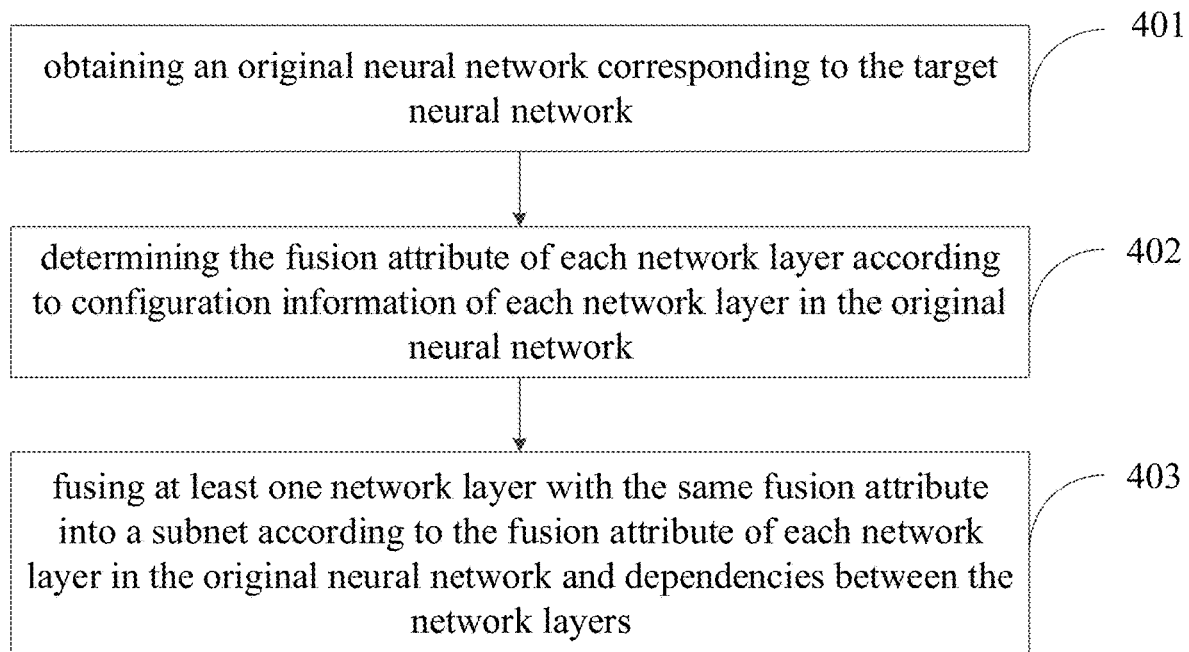 401
obtaining an original neural network corresponding to the target
neural network
402
determining the fusion attribute of each network layer according
to configuration information of each network layer in the original
neural network
403
fusing at least one network layer with the same fusion attribute
into a subnet according to the fusion attribute of each network
layer in the original neural network and dependencies between the
network layers